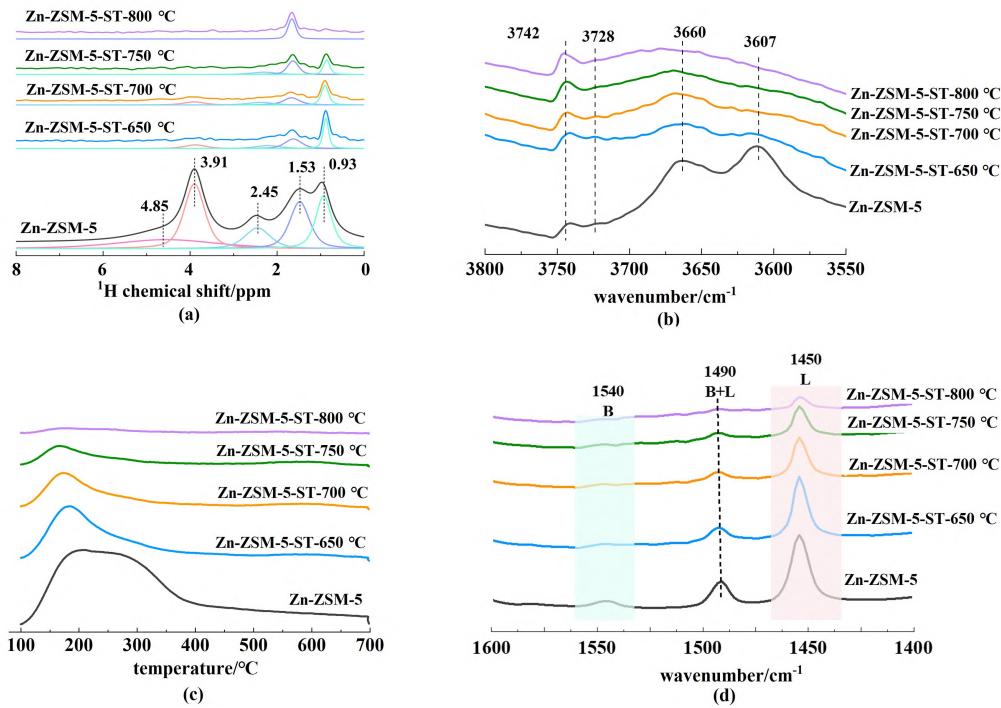 Zn-ZSM-5-ST-800 °C
Zn-ZSM-5-ST-750 °C
Zn-ZSM-5-ST-700 °C
Zn-ZSM-5-ST-650 °C
3.91
0.93
1.53
2.45
4.85
Zn-ZSM-5
8 6 4 2 0
¹H chemical shift/ppm
(a)
3742 3728 3660 3607
Zn-ZSM-5-ST-800 °C
Zn-ZSM-5-ST-750 °C
Zn-ZSM-5-ST-700 °C
Zn-ZSM-5-ST-650 °C
Zn-ZSM-5
3800 3750 3700 3650 3600 3550
wavenumber/cm⁻¹
(b)
Zn-ZSM-5-ST-800 °C
Zn-ZSM-5-ST-750 °C
Zn-ZSM-5-ST-700 °C
Zn-ZSM-5-ST-650 °C
Zn-ZSM-5
100 200 300 400 500 600 700
temperature/°C
(c)
1540
B
1490
B+L
1450
L
Zn-ZSM-5-ST-800 °C
Zn-ZSM-5-ST-750 °C
Zn-ZSM-5-ST-700 °C
Zn-ZSM-5-ST-650 °C
Zn-ZSM-5
1600 1550 1500 1450 1400
wavenumber/cm⁻¹
(d)